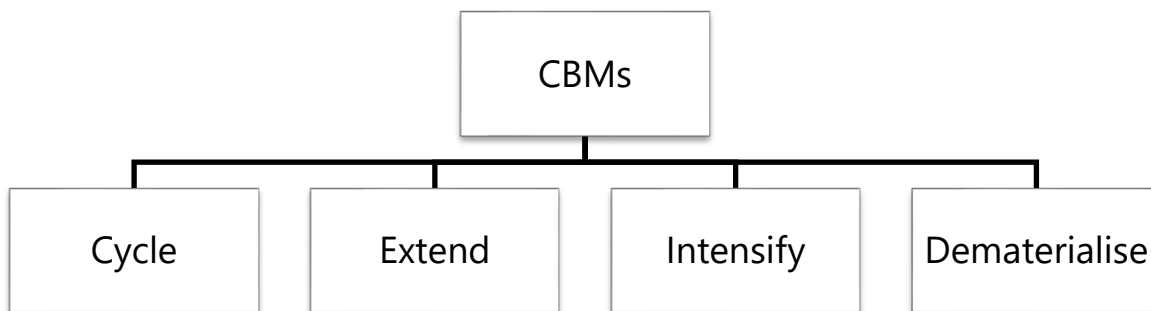 CBMs
Cycle
Extend
Intensify
Dematerialise